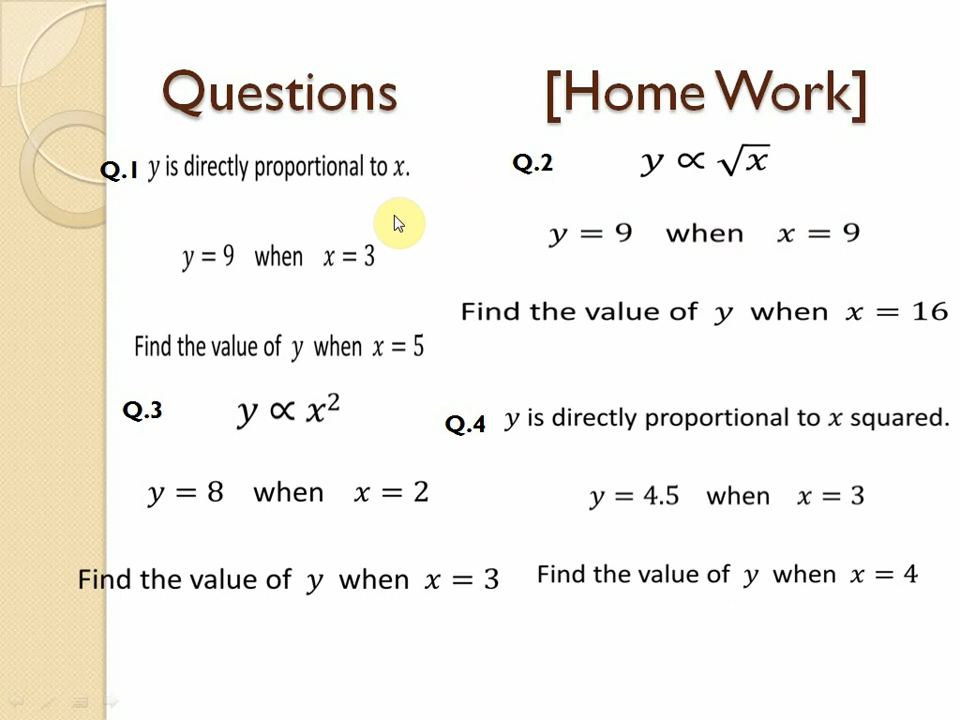 Questions [Home Work]
Q.1 y is directly proportional to x.
y = 9 when x = 3
Find the value of y when x = 5
Q.2 y ∝ √x
y = 9 when x = 9
Find the value of y when x = 16
Q.3 y ∝ x²
y = 8 when x = 2
Find the value of y when x = 3
Q.4 y is directly proportional to x squared.
y = 4.5 when x = 3
Find the value of y when x = 4